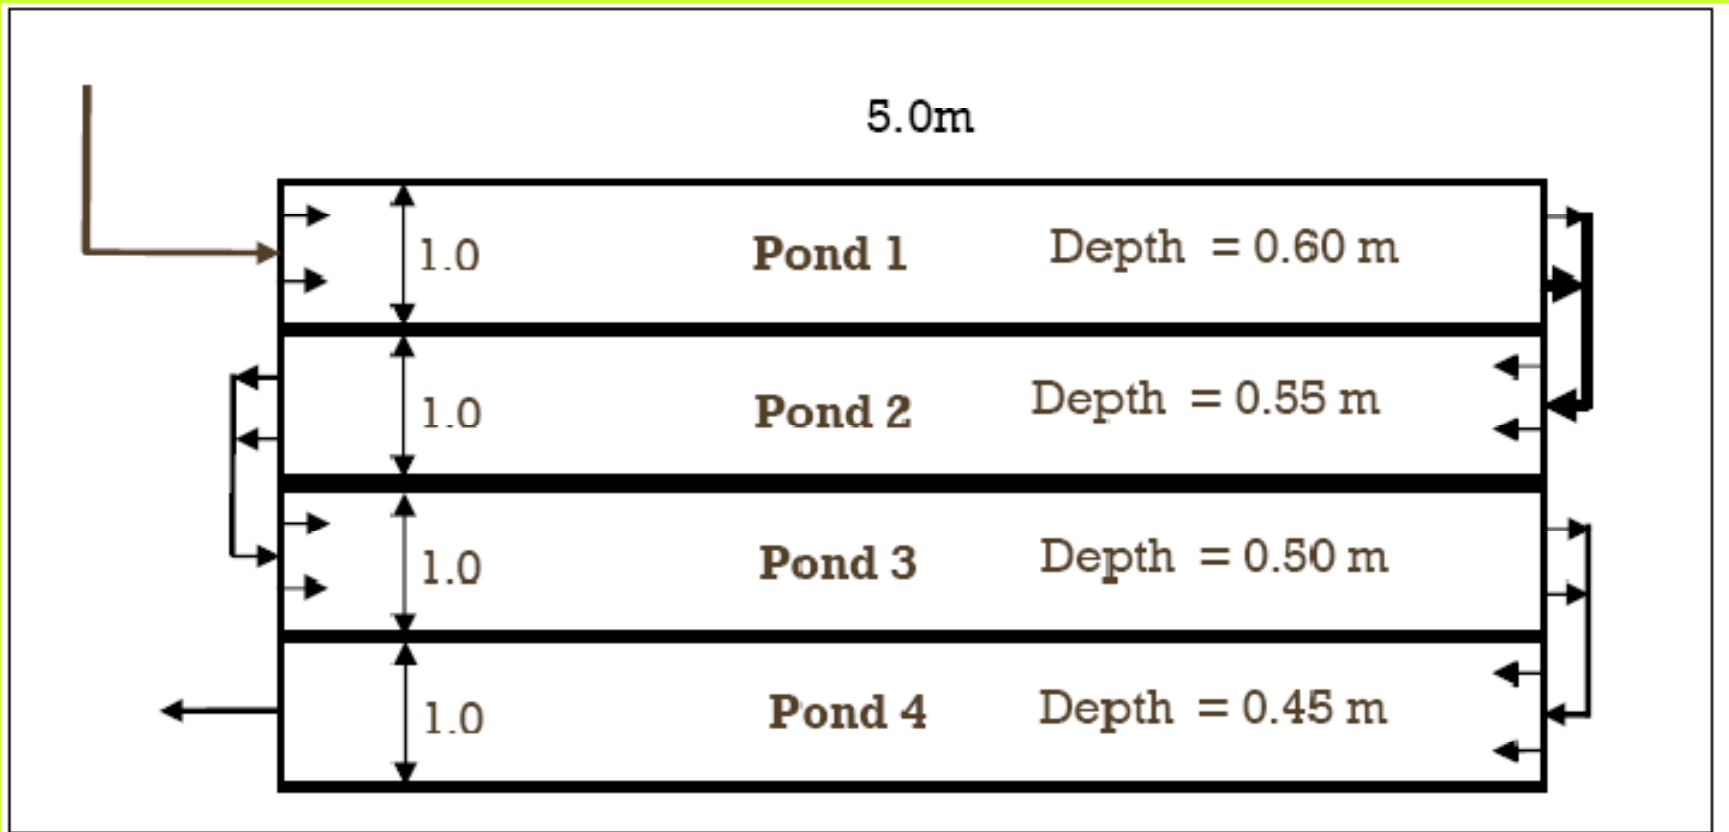 5.0m
1.0 Pond 1 Depth = 0.60 m
1.0 Pond 2 Depth = 0.55 m
1.0 Pond 3 Depth = 0.50 m
1.0 Pond 4 Depth = 0.45 m